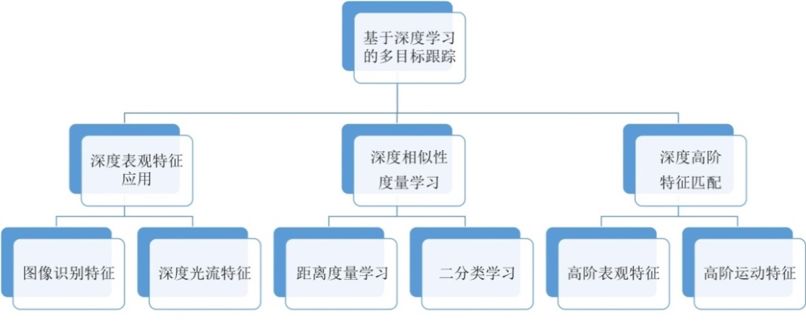 基于深度学习
的多目标跟踪
深度表观特征
应用
深度相似性
度量学习
深度高阶
特征匹配
图像识别特征
深度光流特征
距离度量学习
二分类学习
高阶表观特征
高阶运动特征